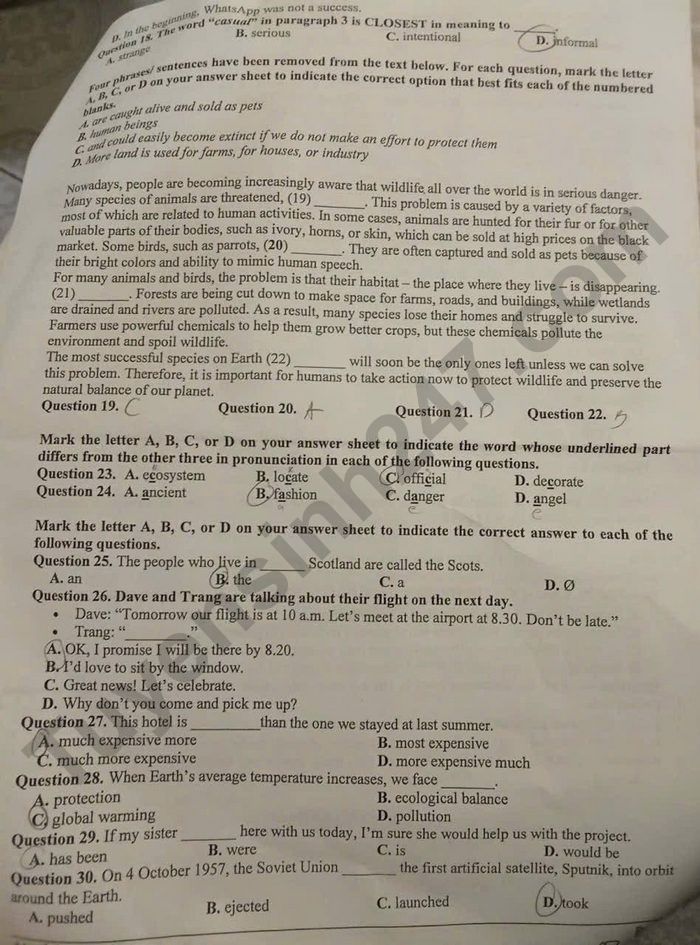 D. In the beginning, WhatsApp was not a success.
Question 18. The word "casual" in paragraph 3 is CLOSEST in meaning to ______.
A. strange B. serious C. intentional D. informal
Four phrases/ sentences have been removed from the text below. For each question, mark the letter
A, B, C, or D on your answer sheet to indicate the correct option that best fits each of the numbered
blanks.
A. are caught alive and sold as pets
B. human beings
C. and could easily become extinct if we do not make an effort to protect them
D. More land is used for farms, for houses, or industry
Nowadays, people are becoming increasingly aware that wildlife all over the world is in serious danger.
Many species of animals are threatened, (19) ________. This problem is caused by a variety of factors,
most of which are related to human activities. In some cases, animals are hunted for their fur or for other
valuable parts of their bodies, such as ivory, horns, or skin, which can be sold at high prices on the black
market. Some birds, such as parrots, (20) ________. They are often captured and sold as pets because of
their bright colors and ability to mimic human speech.
For many animals and birds, the problem is that their habitat – the place where they live – is disappearing.
(21) ________. Forests are being cut down to make space for farms, roads, and buildings, while wetlands
are drained and rivers are polluted. As a result, many species lose their homes and struggle to survive.
Farmers use powerful chemicals to help them grow better crops, but these chemicals pollute the
environment and spoil wildlife.
The most successful species on Earth (22) ________ will soon be the only ones left unless we can solve
this problem. Therefore, it is important for humans to take action now to protect wildlife and preserve the
natural balance of our planet.
Question 19. C Question 20. A Question 21. D Question 22. B
Mark the letter A, B, C, or D on your answer sheet to indicate the word whose underlined part
differs from the other three in pronunciation in each of the following questions.
Question 23. A. ecosystem B. locate C. official D. decorate
Question 24. A. ancient B. fashion C. danger D. angel
Mark the letter A, B, C, or D on your answer sheet to indicate the correct answer to each of the
following questions.
Question 25. The people who live in ______ Scotland are called the Scots.
A. an B. the C. a D. Ø
Question 26. Dave and Trang are talking about their flight on the next day.
• Dave: "Tomorrow our flight is at 10 a.m. Let's meet at the airport at 8.30. Don't be late."
• Trang: "________."
A. OK, I promise I will be there by 8.20.
B. I'd love to sit by the window.
C. Great news! Let's celebrate.
D. Why don't you come and pick me up?
Question 27. This hotel is _________than the one we stayed at last summer.
A. much expensive more B. most expensive
C. much more expensive D. more expensive much
Question 28. When Earth's average temperature increases, we face _______.
A. protection B. ecological balance
C. global warming D. pollution
Question 29. If my sister _______ here with us today, I'm sure she would help us with the project.
A. has been B. were C. is D. would be
Question 30. On 4 October 1957, the Soviet Union _______ the first artificial satellite, Sputnik, into orbit
around the Earth.
A. pushed B. ejected C. launched D. took
Tuyensinh247.com